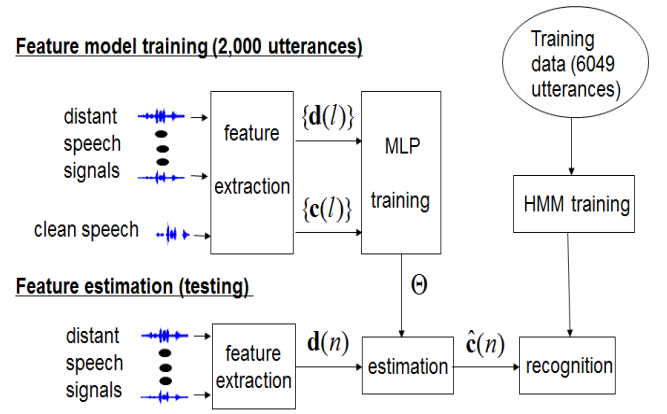 Feature model training (2,000 utterances)
Training
data (6049
utterances)
distant
speech
signals
clean speech
feature
extraction
{d(l)}
{c(l)}
MLP
training
HMM training
Θ
Feature estimation (testing)
distant
speech
signals
feature
extraction
d(n)
estimation
ĉ(n)
recognition